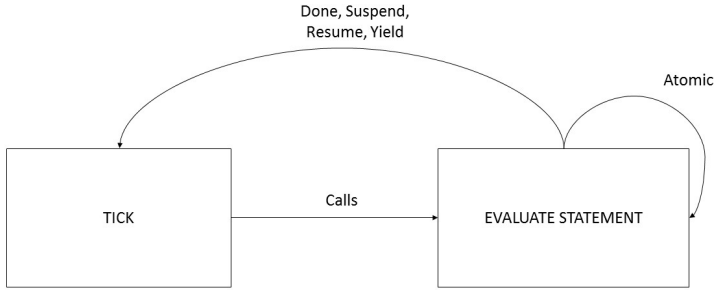 Done, Suspend,
Resume, Yield
Atomic
Calls
TICK
EVALUATE STATEMENT